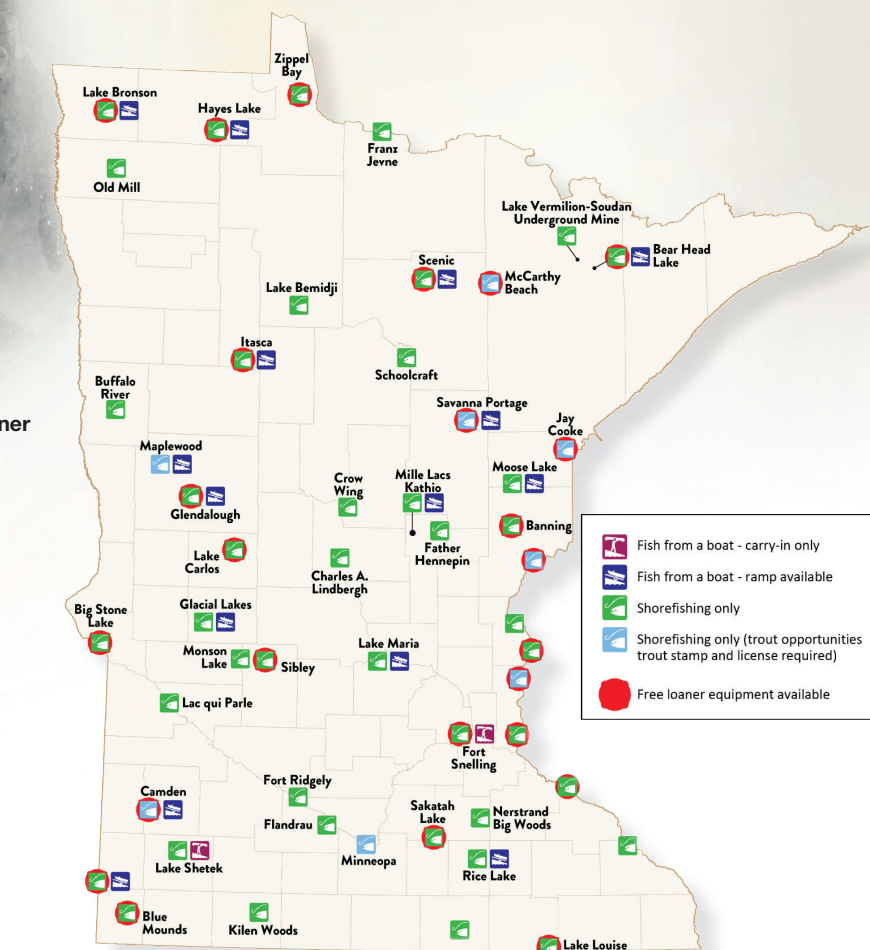 Zippel
Bay
Lake Bronson
Hayes Lake
Franz
Jevne
Old Mill
Lake Vermilion-Soudan
Underground Mine
Bear Head
Lake
Scenic
McCarthy
Beach
Lake Bemidji
Itasca
Schoolcraft
Buffalo
River
Savanna Portage
Jay
Cooke
ner
Maplewood
Moose Lake
Crow
Wing
Mille Lacs
Kathio
Glendalough
Banning
Father
Hennepin
Lake
Carlos
Charles A.
Lindbergh
Fish from a boat - carry-in only
Fish from a boat - ramp available
Shorefishing only
Shorefishing only (trout opportunities
trout stamp and license required)
Free loaner equipment available
Big Stone
Lake
Glacial Lakes
Monson
Lake
Sibley
Lake Maria
Lac qui Parle
Fort
Snelling
Camden
Fort Ridgely
Flandrau
Sakatah
Lake
Nerstrand
Big Woods
Minneopa
Lake Shetek
Rice Lake
Blue
Mounds
Kilen Woods
Lake Louise